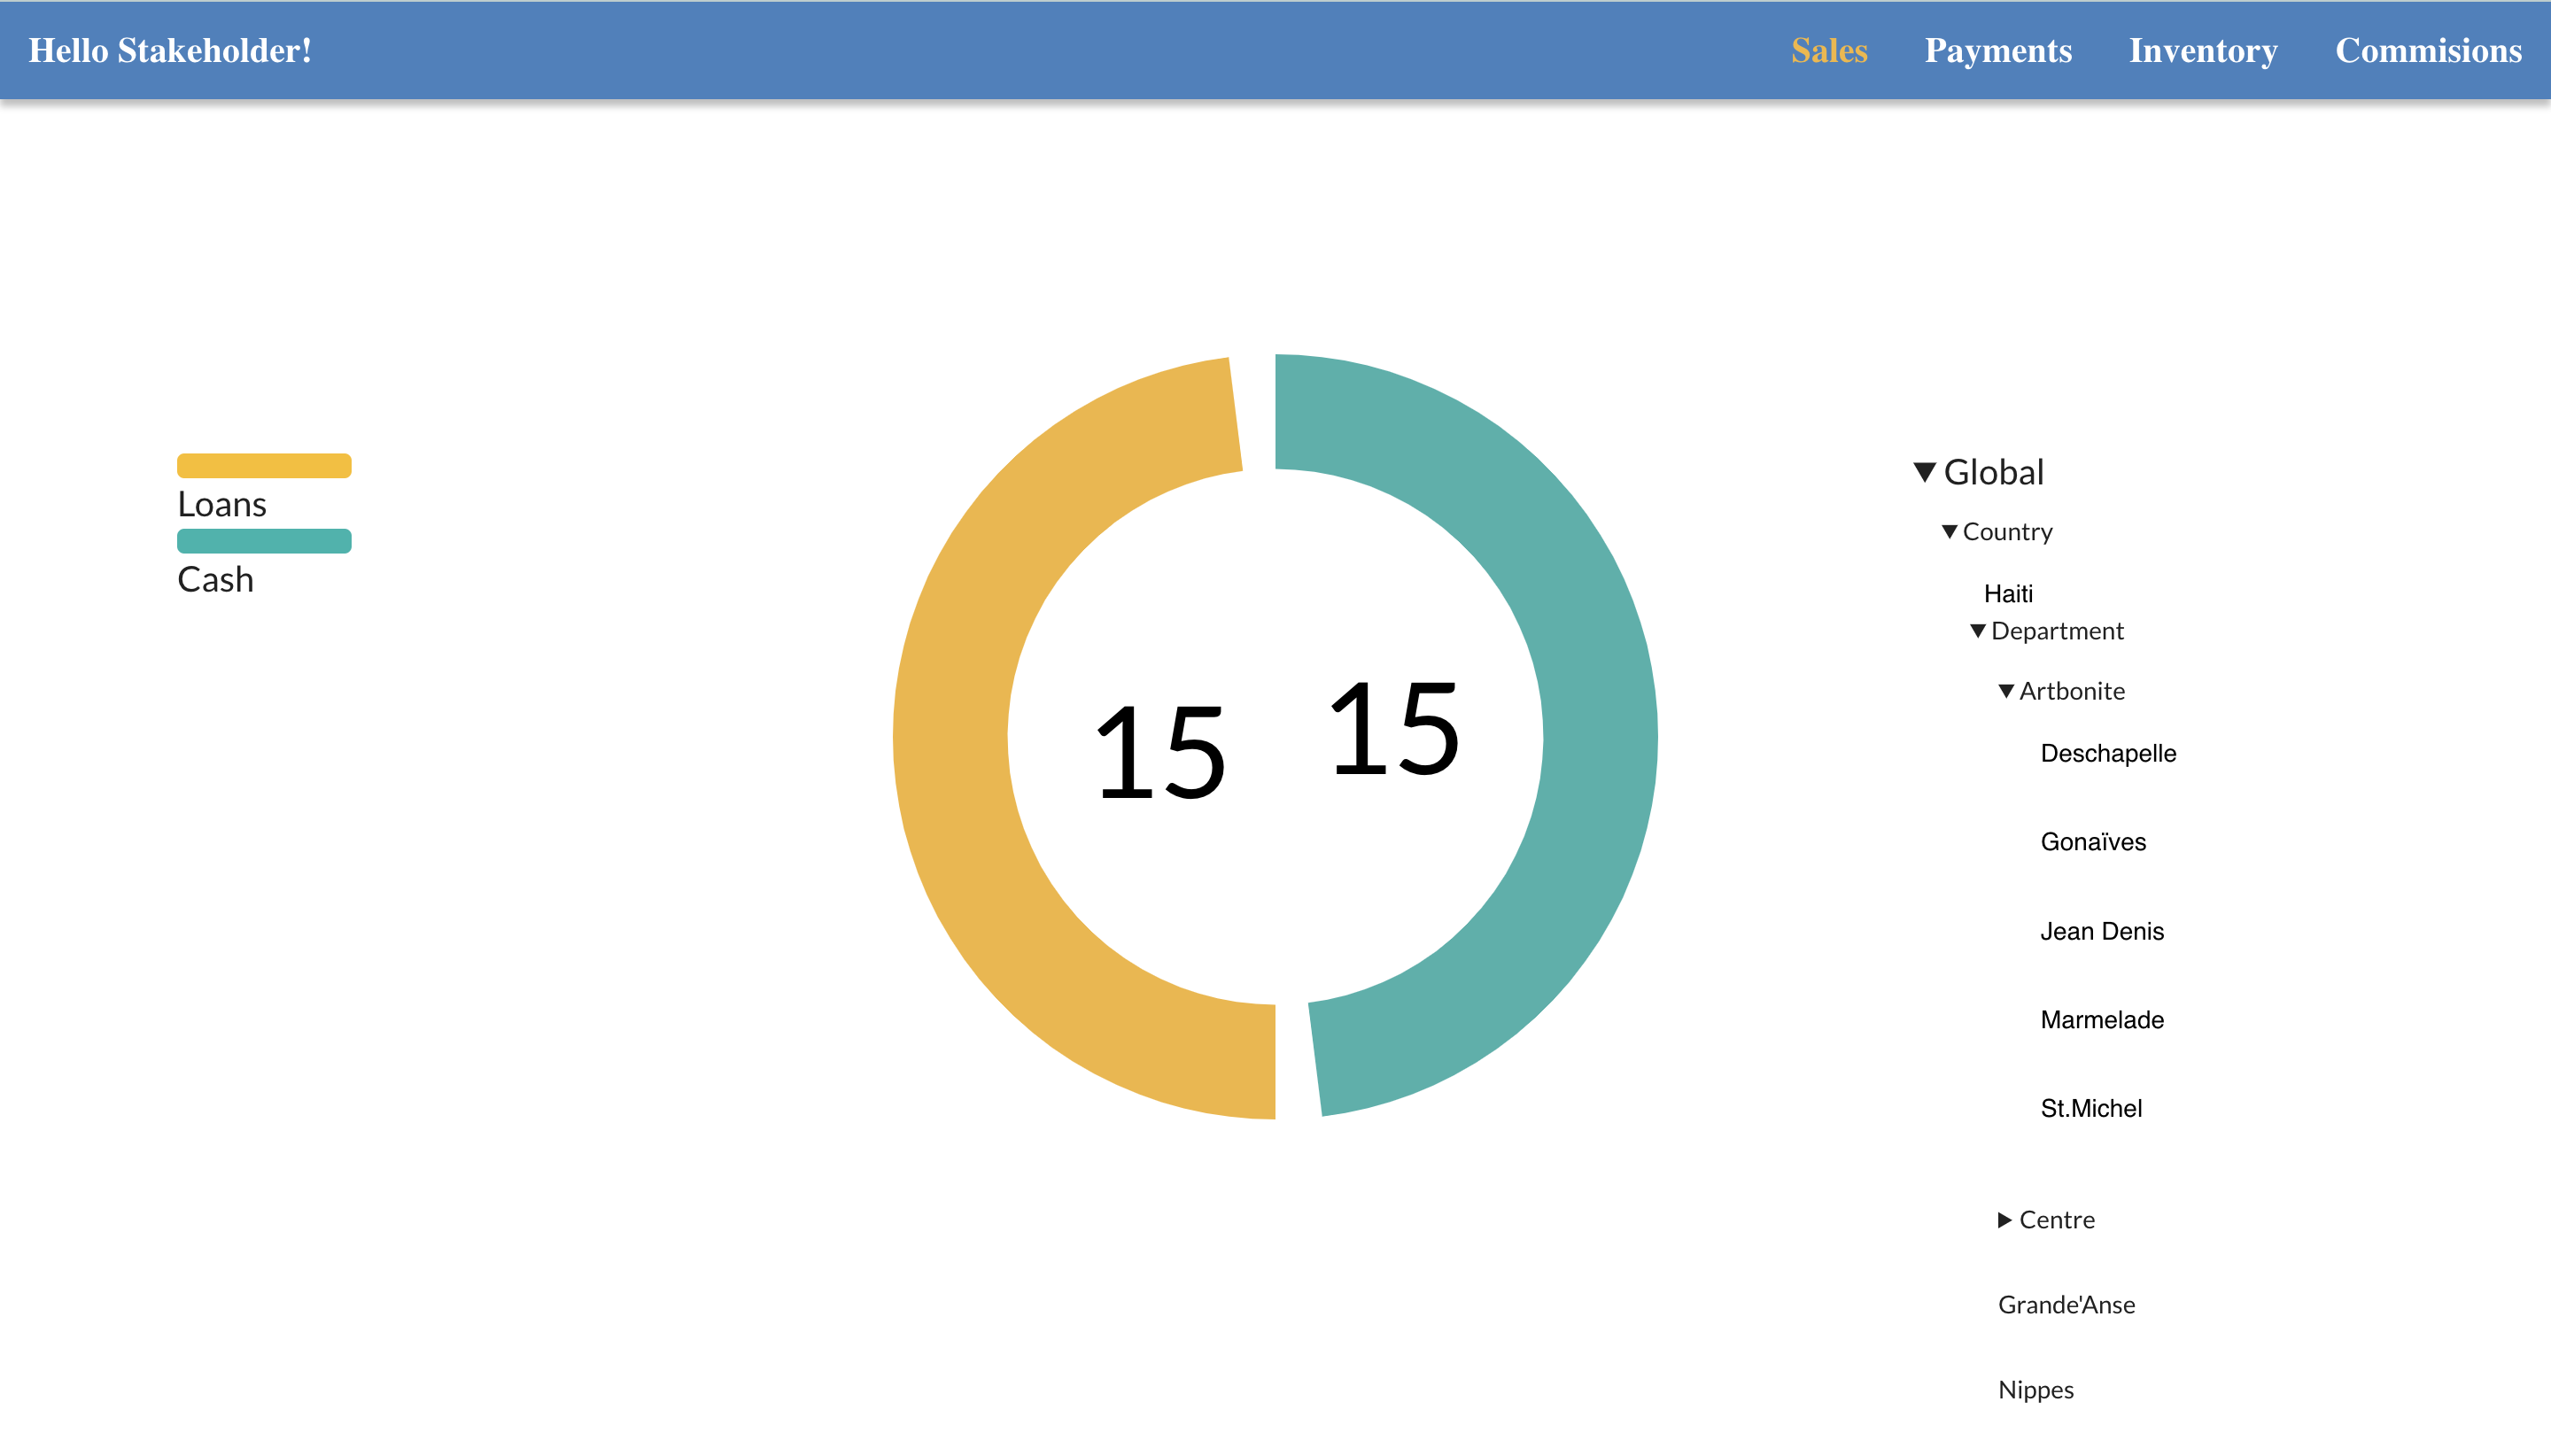 Hello Stakeholder!
Sales Payments Inventory Commisions
Loans
Cash
15
15
Global
Country
Haiti
Department
Artbonite
Deschapelle
Gonaïves
Jean Denis
Marmelade
St.Michel
Centre
Grande'Anse
Nippes